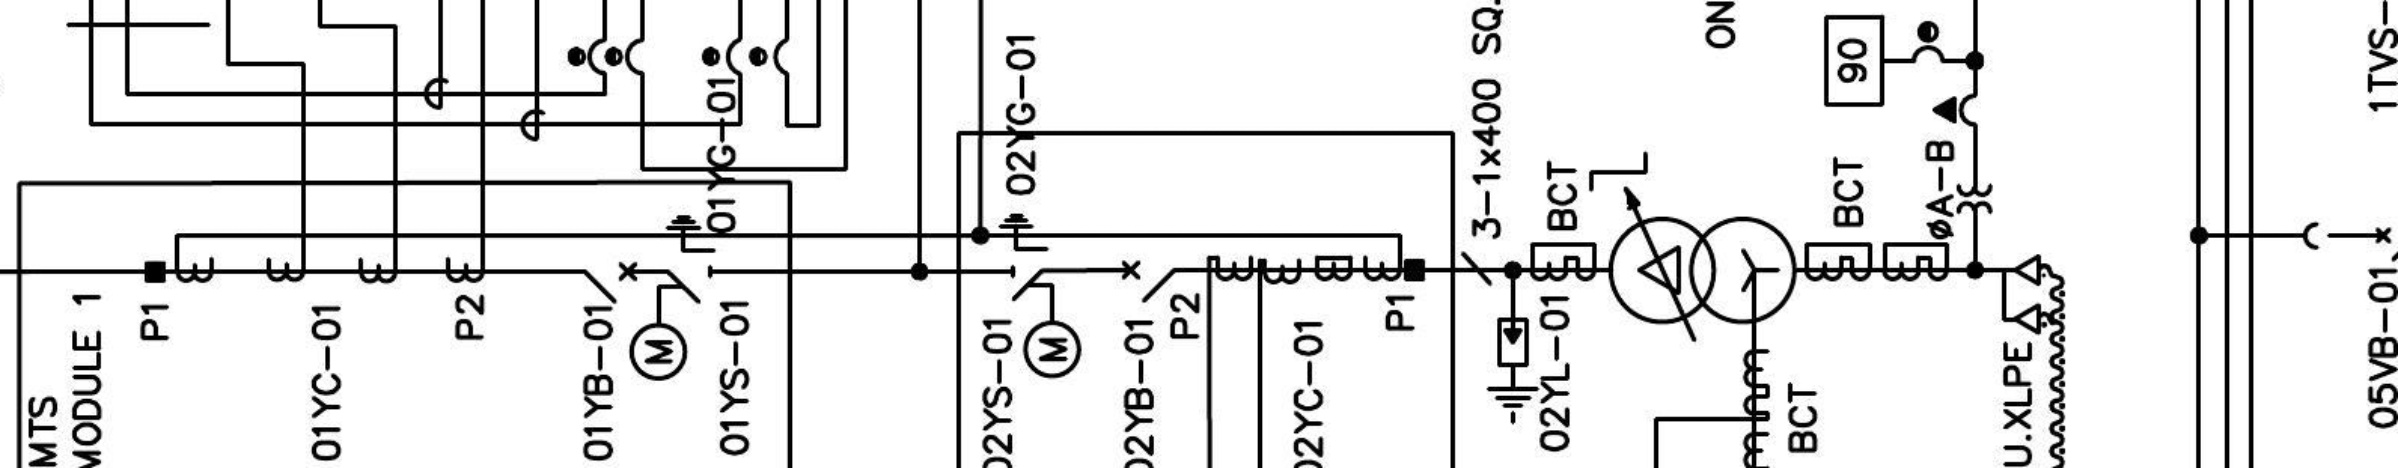 MTS
MODULE 1
P1
01YC-01
P2
01YB-01
M
01YG-01
01YS-01
02YG-01
02YS-01
M
02YB-01
P2
02YC-01
P1
3-1x400 SQ.
BCT
02YL-01
ON
BCT
90
BCT
øA-B
U.XLPE
1TVS-
05VB-01